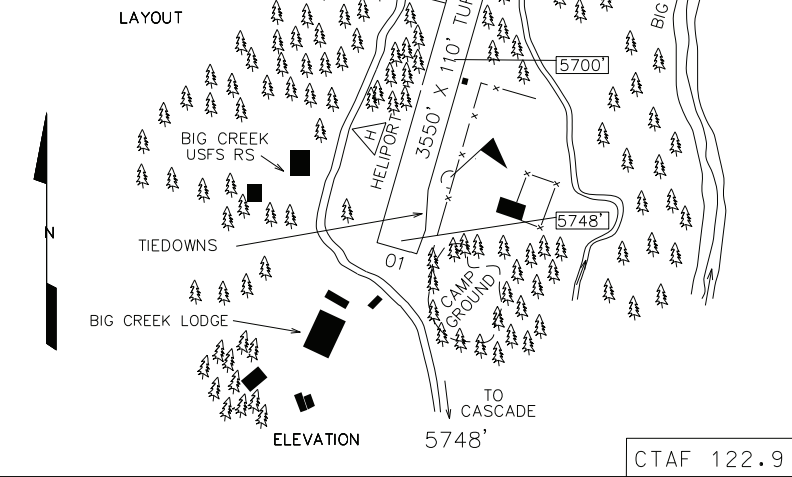 LAYOUT
BIG
5700'
3550' X 110' TUR
H
HELIPORT
BIG CREEK
USFS RS
N
TIEDOWNS
5748'
01
CAMP
GROUND
BIG CREEK LODGE
TO
CASCADE
ELEVATION
5748'
CTAF 122.9